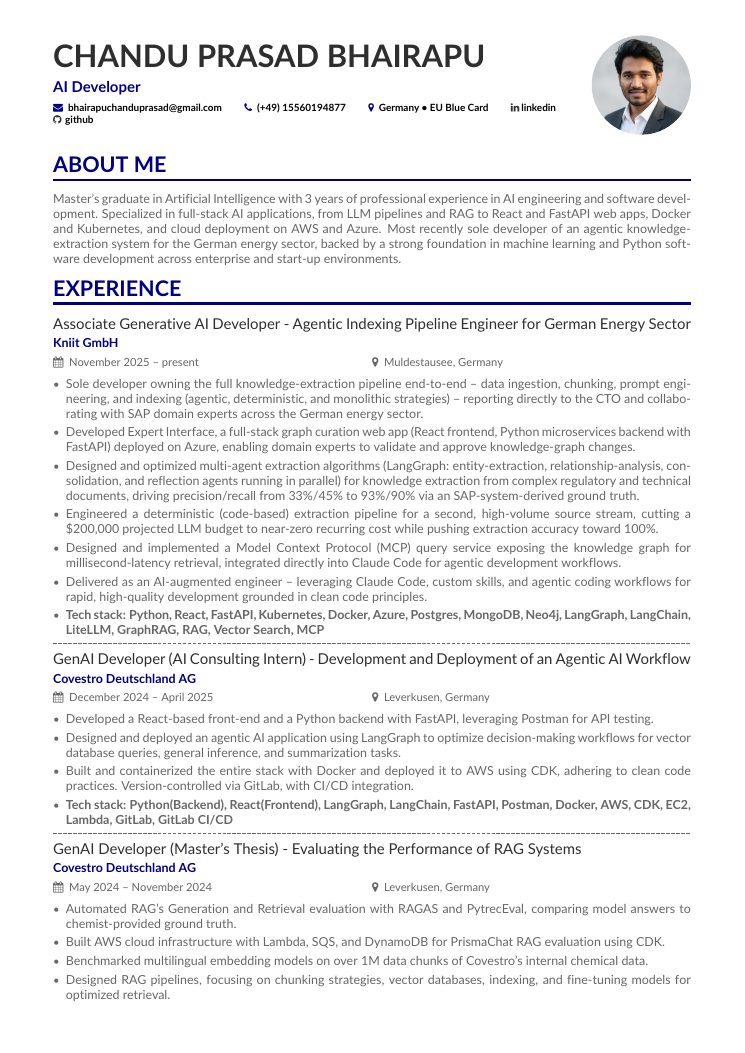 CHANDU PRASAD BHAIRAPU
AI Developer
bhairapuchanduprasad@gmail.com (+49) 15560194877 Germany • EU Blue Card in linkedin
github
ABOUT ME
Master's graduate in Artificial Intelligence with 3 years of professional experience in AI engineering and software devel-
opment. Specialized in full-stack AI applications, from LLM pipelines and RAG to React and FastAPI web apps, Docker
and Kubernetes, and cloud deployment on AWS and Azure. Most recently sole developer of an agentic knowledge-
extraction system for the German energy sector, backed by a strong foundation in machine learning and Python soft-
ware development across enterprise and start-up environments.
EXPERIENCE
Associate Generative AI Developer - Agentic Indexing Pipeline Engineer for German Energy Sector
Kniit GmbH
November 2025 – present Muldestausee, Germany
• Sole developer owning the full knowledge-extraction pipeline end-to-end – data ingestion, chunking, prompt engi-
neering, and indexing (agentic, deterministic, and monolithic strategies) – reporting directly to the CTO and collabo-
rating with SAP domain experts across the German energy sector.
• Developed Expert Interface, a full-stack graph curation web app (React frontend, Python microservices backend with
FastAPI) deployed on Azure, enabling domain experts to validate and approve knowledge-graph changes.
• Designed and optimized multi-agent extraction algorithms (LangGraph: entity-extraction, relationship-analysis, con-
solidation, and reflection agents running in parallel) for knowledge extraction from complex regulatory and technical
documents, driving precision/recall from 33%/45% to 93%/90% via an SAP-system-derived ground truth.
• Engineered a deterministic (code-based) extraction pipeline for a second, high-volume source stream, cutting a
$200,000 projected LLM budget to near-zero recurring cost while pushing extraction accuracy toward 100%.
• Designed and implemented a Model Context Protocol (MCP) query service exposing the knowledge graph for
millisecond-latency retrieval, integrated directly into Claude Code for agentic development workflows.
• Delivered as an AI-augmented engineer – leveraging Claude Code, custom skills, and agentic coding workflows for
rapid, high-quality development grounded in clean code principles.
• Tech stack: Python, React, FastAPI, Kubernetes, Docker, Azure, Postgres, MongoDB, Neo4j, LangGraph, LangChain,
LiteLLM, GraphRAG, RAG, Vector Search, MCP
GenAI Developer (AI Consulting Intern) - Development and Deployment of an Agentic AI Workflow
Covestro Deutschland AG
December 2024 – April 2025 Leverkusen, Germany
• Developed a React-based front-end and a Python backend with FastAPI, leveraging Postman for API testing.
• Designed and deployed an agentic AI application using LangGraph to optimize decision-making workflows for vector
database queries, general inference, and summarization tasks.
• Built and containerized the entire stack with Docker and deployed it to AWS using CDK, adhering to clean code
practices. Version-controlled via GitLab, with CI/CD integration.
• Tech stack: Python(Backend), React(Frontend), LangGraph, LangChain, FastAPI, Postman, Docker, AWS, CDK, EC2,
Lambda, GitLab, GitLab CI/CD
GenAI Developer (Master's Thesis) - Evaluating the Performance of RAG Systems
Covestro Deutschland AG
May 2024 – November 2024 Leverkusen, Germany
• Automated RAG's Generation and Retrieval evaluation with RAGAS and PytrecEval, comparing model answers to
chemist-provided ground truth.
• Built AWS cloud infrastructure with Lambda, SQS, and DynamoDB for PrismaChat RAG evaluation using CDK.
• Benchmarked multilingual embedding models on over 1M data chunks of Covestro's internal chemical data.
• Designed RAG pipelines, focusing on chunking strategies, vector databases, indexing, and fine-tuning models for
optimized retrieval.